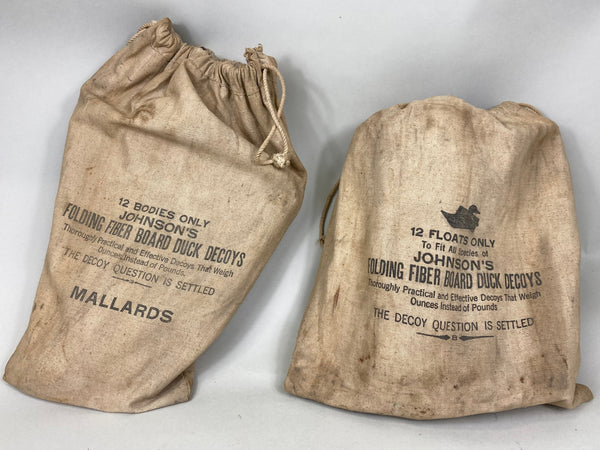 12 BODIES ONLY
JOHNSON'S
FOLDING FIBER BOARD DUCK DECOYS
Thoroughly Practical and Effective Decoys That Weigh
Ounces Instead of Pounds.
THE DECOY QUESTION IS SETTLED
MALLARDS
12 FLOATS ONLY
To Fit All Species of
JOHNSON'S
FOLDING FIBER BOARD DUCK DECOYS
Thoroughly Practical and Effective Decoys That Weigh
Ounces Instead of Pounds
THE DECOY QUESTION IS SETTLED
B